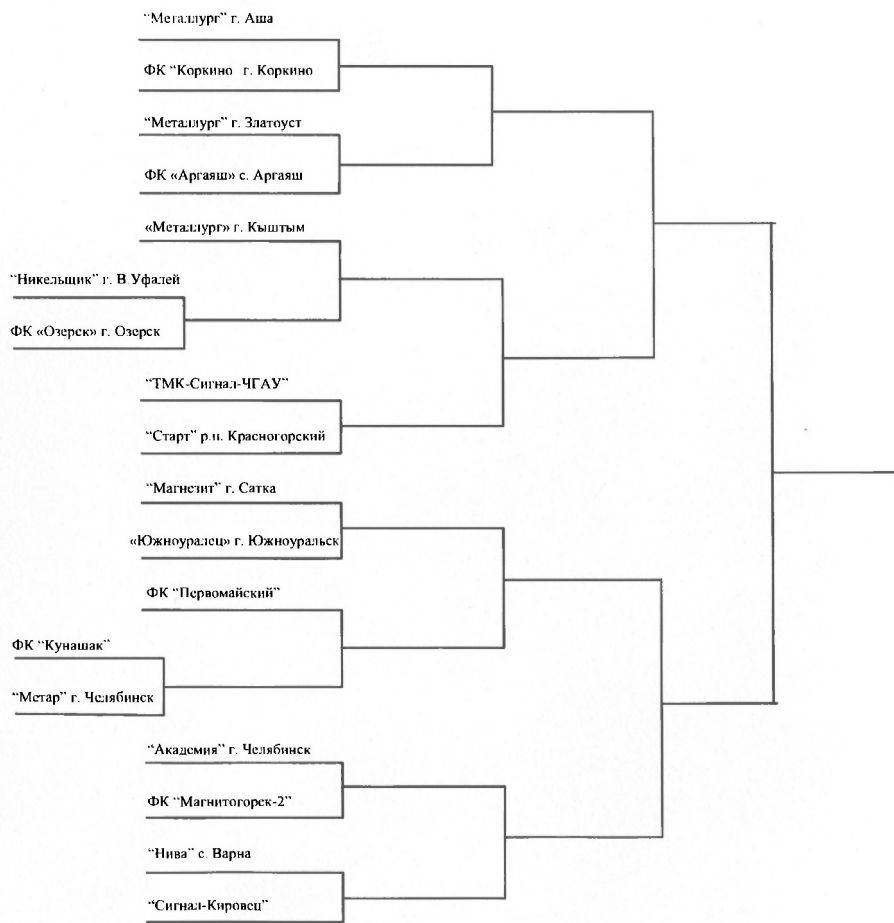 “Металлург” г. Аша
ФК “Коркино г. Коркино
“Металлург” г. Златоуст
ФК «Аргаяш» с. Аргаяш
«Металлург» г. Кыштым
“Никельщик” г. В.Уфалей
ФК «Озерск» г. Озерск
“ТМК-Сигнал-ЧГАУ”
“Старт” р.п. Красногорский
“Магнезит” г. Сатка
«Южноуралец» г. Южноуральск
ФК “Первомайский”
ФК “Кунашак”
“Метар” г. Челябинск
“Академия” г. Челябинск
ФК “Магнитогорск-2”
“Нива” с. Варна
“Сигнал-Кировец”